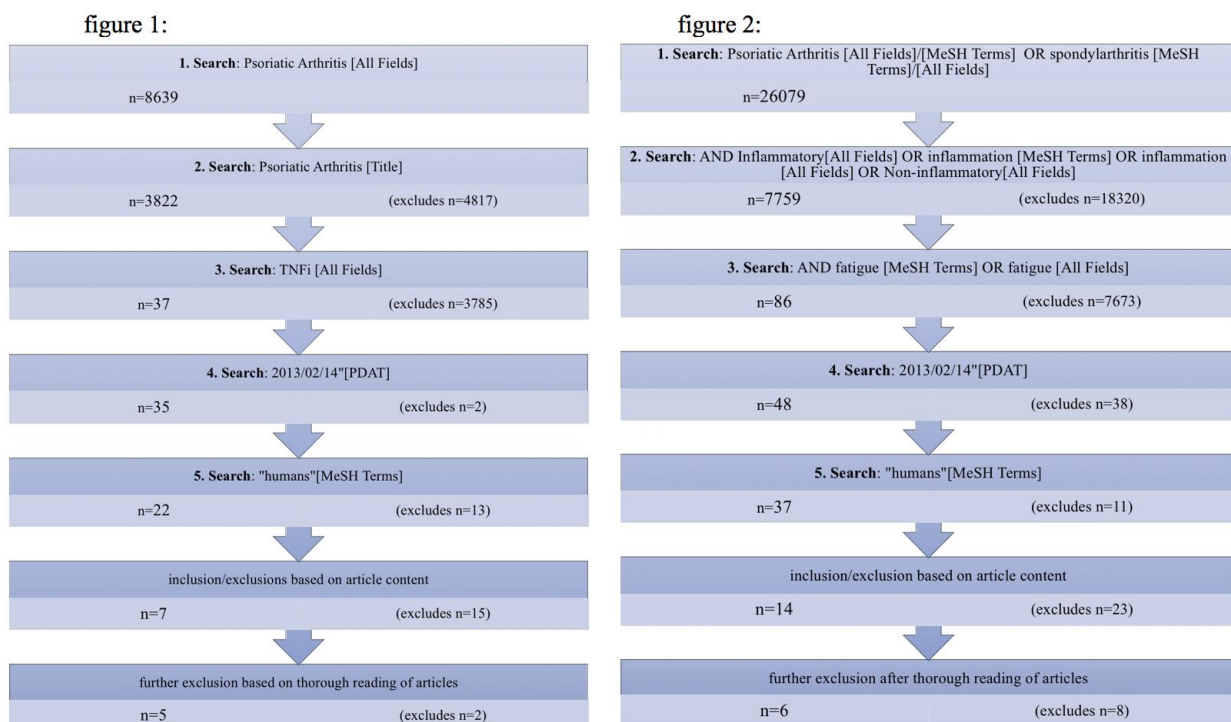 figure 1:
1. Search: Psoriatic Arthritis [All Fields]
n=8639
2. Search: Psoriatic Arthritis [Title]
n=3822 (excludes n=4817)
3. Search: TNFi [All Fields]
n=37 (excludes n=3785)
4. Search: 2013/02/14"[PDAT]
n=35 (excludes n=2)
5. Search: "humans"[MeSH Terms]
n=22 (excludes n=13)
inclusion/exclusions based on article content
n=7 (excludes n=15)
further exclusion based on thorough reading of articles
n=5 (excludes n=2)
figure 2:
1. Search: Psoriatic Arthritis [All Fields]/[MeSH Terms] OR spondylarthritis [MeSH
Terms]/[All Fields]
n=26079
2. Search: AND Inflammatory[All Fields] OR inflammation [MeSH Terms] OR inflammation
[All Fields] OR Non-inflammatory[All Fields]
n=7759 (excludes n=18320)
3. Search: AND fatigue [MeSH Terms] OR fatigue [All Fields]
n=86 (excludes n=7673)
4. Search: 2013/02/14"[PDAT]
n=48 (excludes n=38)
5. Search: "humans"[MeSH Terms]
n=37 (excludes n=11)
inclusion/exclusion based on article content
n=14 (excludes n=23)
further exclusion after thorough reading of articles
n=6 (excludes n=8)